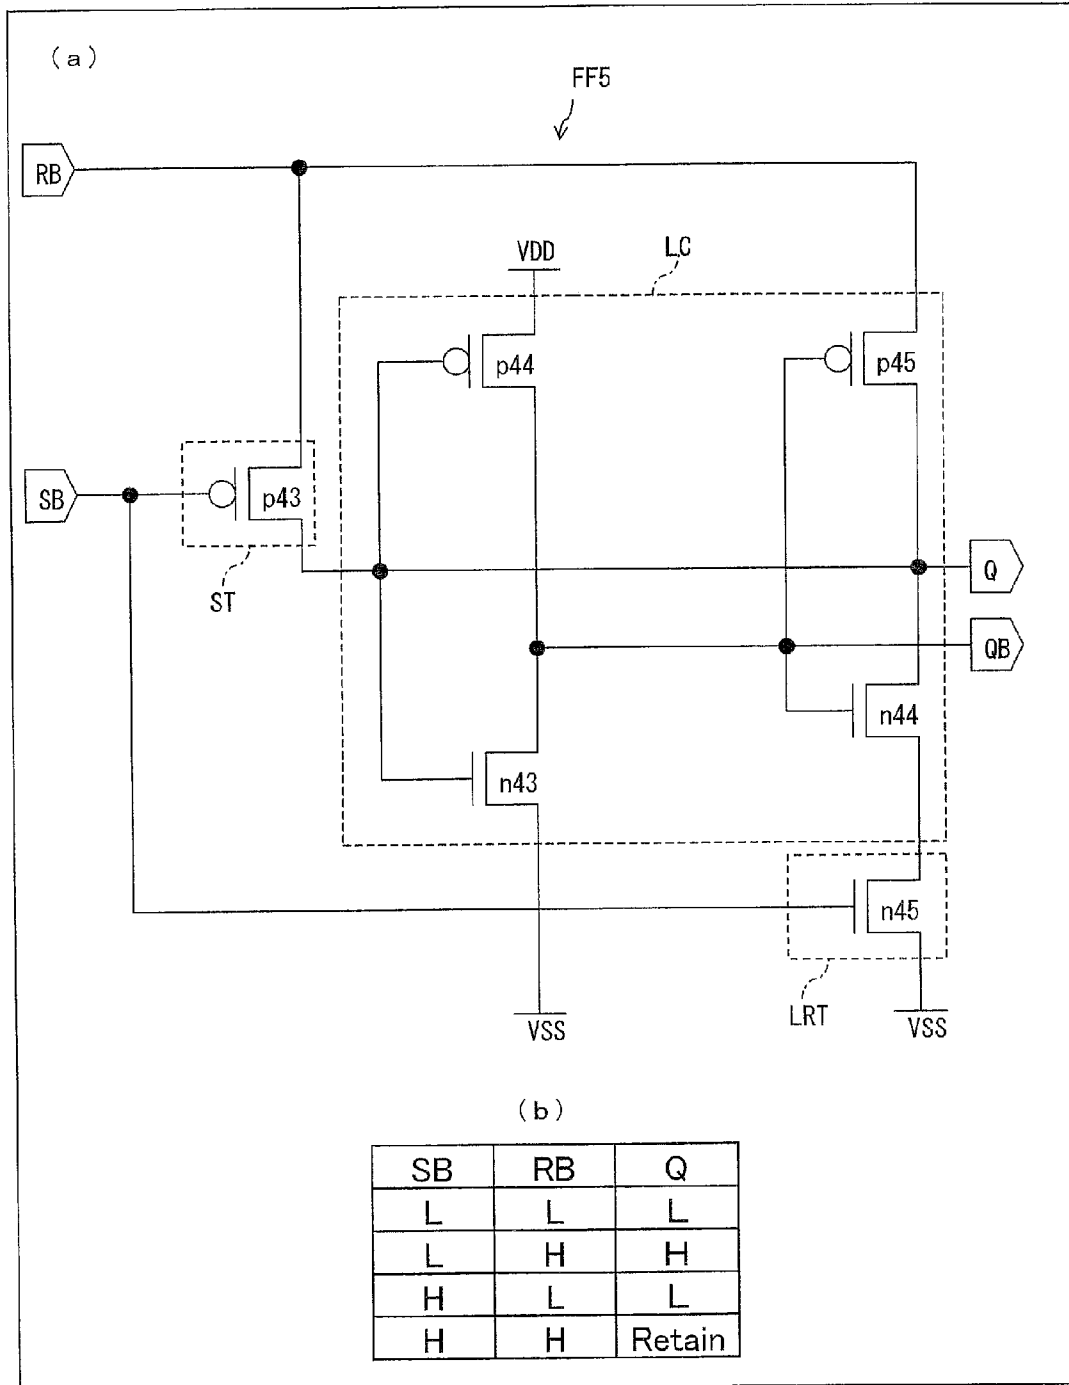 (a)
FF5
RB
VDD
LC
p44
p45
SB
p43
ST
Q
QB
n44
n43
n45
LRT
VSS
VSS
(b)
SB RB Q
L L L
L H H
H L L
H H Retain